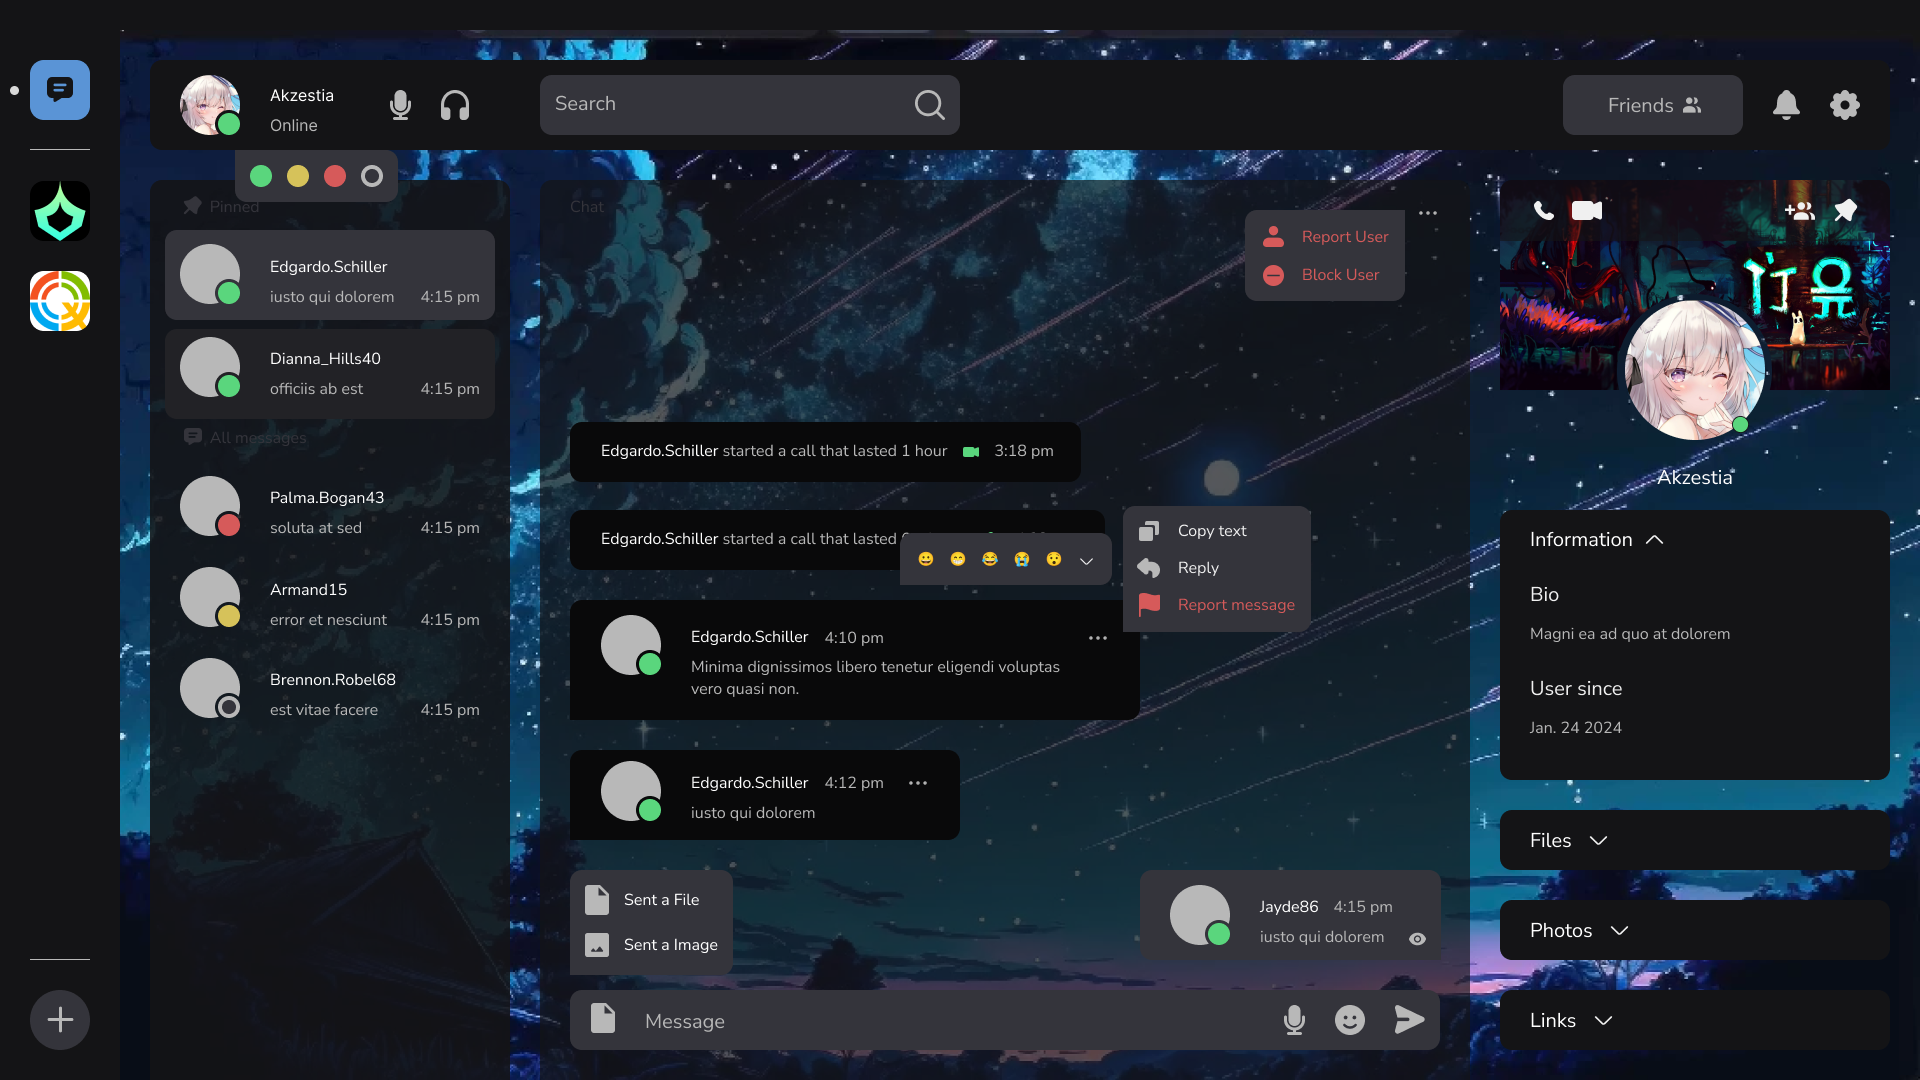 Akzestia
Online
Search
Friends
Pinned
Edgardo.Schiller
iusto qui dolorem 4:15 pm
Dianna_Hills40
officiis ab est 4:15 pm
All messages
Palma.Bogan43
soluta at sed 4:15 pm
Armand15
error et nesciunt 4:15 pm
Brennon.Robel68
est vitae facere 4:15 pm
Chat
Report User
Block User
Edgardo.Schiller started a call that lasted 1 hour 3:18 pm
Edgardo.Schiller started a call that lasted
Copy text
Reply
Report message
Edgardo.Schiller 4:10 pm
Minima dignissimos libero tenetur eligendi voluptas
vero quasi non.
Edgardo.Schiller 4:12 pm
iusto qui dolorem
Sent a File
Sent a Image
Jayde86 4:15 pm
iusto qui dolorem
Message
Akzestia
Information
Bio
Magni ea ad quo at dolorem
User since
Jan. 24 2024
Files
Photos
Links